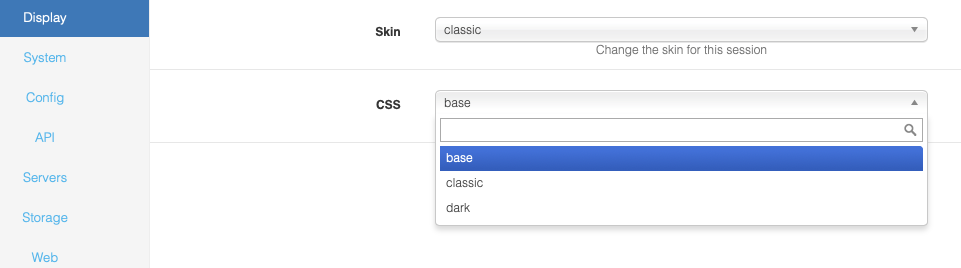 Display
System
Config
API
Servers
Storage
Web
Skin
classic
Change the skin for this session
CSS
base
base
classic
dark